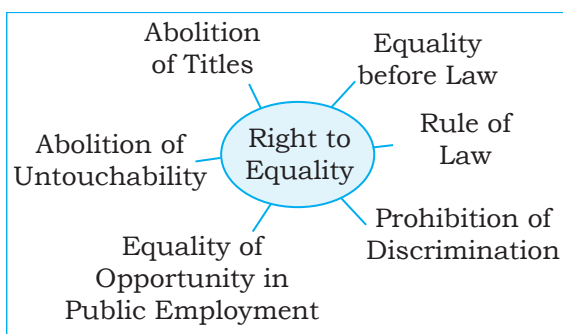 Abolition
of Titles
Equality
before Law
Right to
Equality
Rule of
Law
Abolition of
Untouchability
Prohibition of
Discrimination
Equality of
Opportunity in
Public Employment